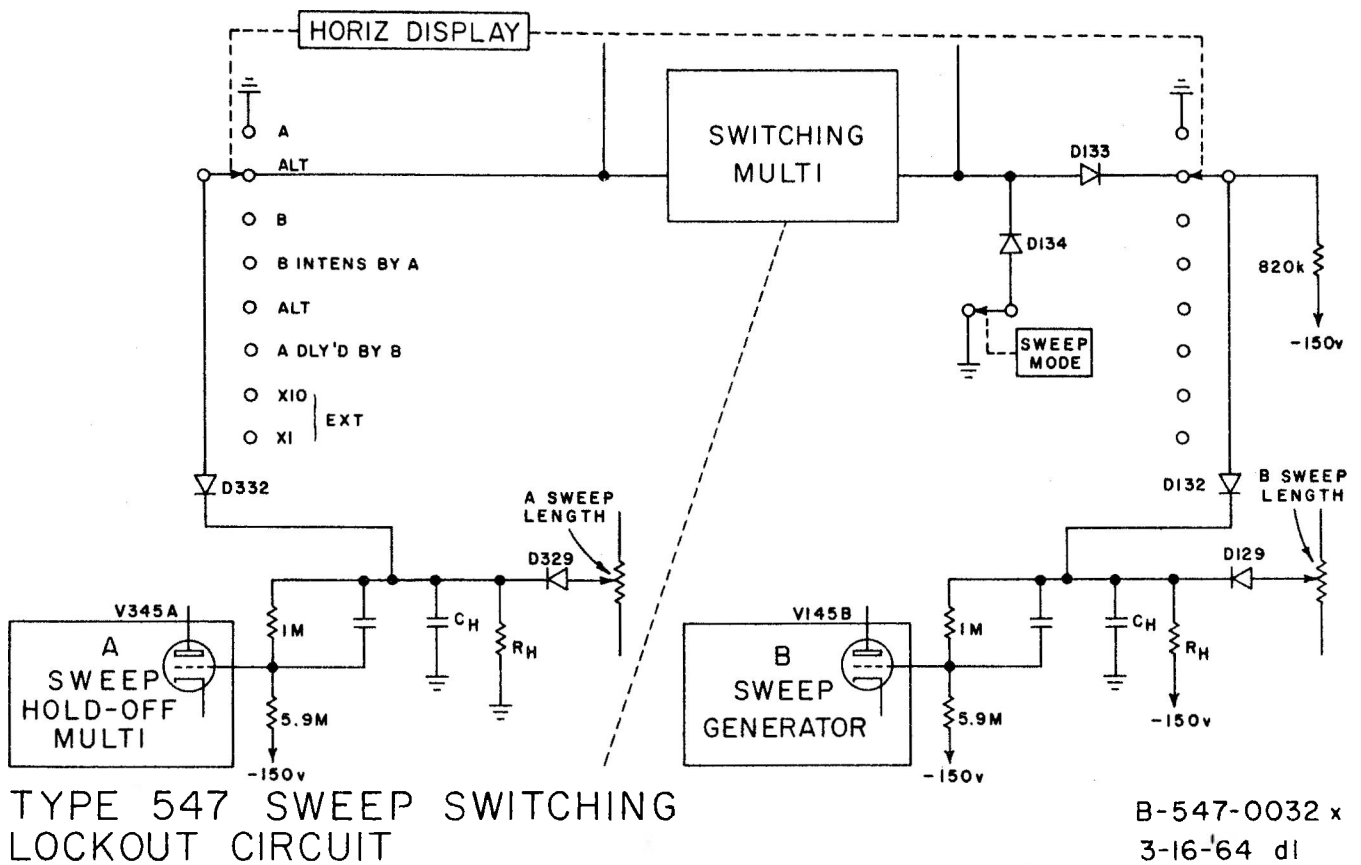 HORIZ DISPLAY
A
ALT
B
B INTENS BY A
ALT
A DLY'D BY B
X10
X1
EXT
SWITCHING
MULTI
D133
D134
SWEEP
MODE
820k
-150v
D332
D132
A SWEEP
LENGTH
B SWEEP
LENGTH
D329
D129
V345A
A
SWEEP
HOLD-OFF
MULTI
1M
5.9M
-150v
CH
RH
V145B
B
SWEEP
GENERATOR
1M
5.9M
-150v
CH
RH
-150v
TYPE 547 SWEEP SWITCHING
LOCKOUT CIRCUIT
B-547-0032 x
3-16-'64 dl